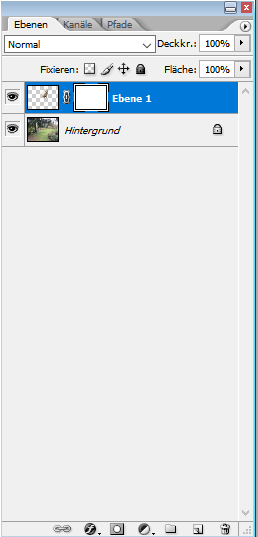 Ebenen Kanäle Pfade
Normal Deckkr.: 100%
Fixieren: Fläche: 100%
Ebene 1
Hintergrund